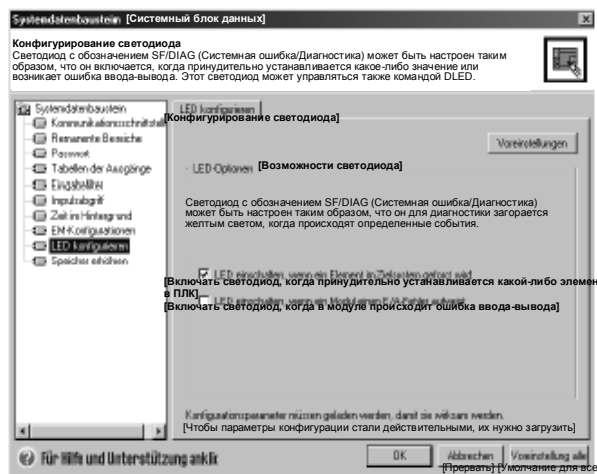 Systemdatenbaustein [Системный блок данных]
Конфигурирование светодиода
Светодиод с обозначением SF/DIAG (Системная ошибка/Диагностика) может быть настроен таким
образом, что он включается, когда принудительно устанавливается какое-либо значение или
возникает ошибка ввода-вывода. Этот светодиод может управляться также командой DLED.
Systemdatenbaustein
Kommunikationsschnittstell
Remanente Bereiche
Passwort
Tabellen der Ausgänge
Eingabefilter
Impulsabgriff
Zeit im Hintergrund
EM-Konfigurationen
LED konfigurieren
Speicher erhöhen
LED konfigurieren
[Конфигурирование светодиода]
Voreinstellungen
LED-Optionen [Возможности светодиода]
Светодиод с обозначением SF/DIAG (Системная ошибка/Диагностика)
может быть настроен таким образом, что он для диагностики загорается
желтым светом, когда происходят определенные события.
LED einschalten, wenn ein Element im Zielsystem geforct wird
[Включать светодиод, когда принудительно устанавливается какой-либо элемен
в ПЛК]
LED einschalten, wenn ein Modul einen E/A-Fehler aufweist
[Включать светодиод, когда в модуле происходит ошибка ввода-вывода]
Konfigurationsparameter müssen geladen werden, damit sie wirksam werden.
[Чтобы параметры конфигурации стали действительными, их нужно загрузить]
Für Hilfe und Unterstützung anklic
OK
Abbrechen
Voreinstellung alle
[Прервать] [Умолчание для все